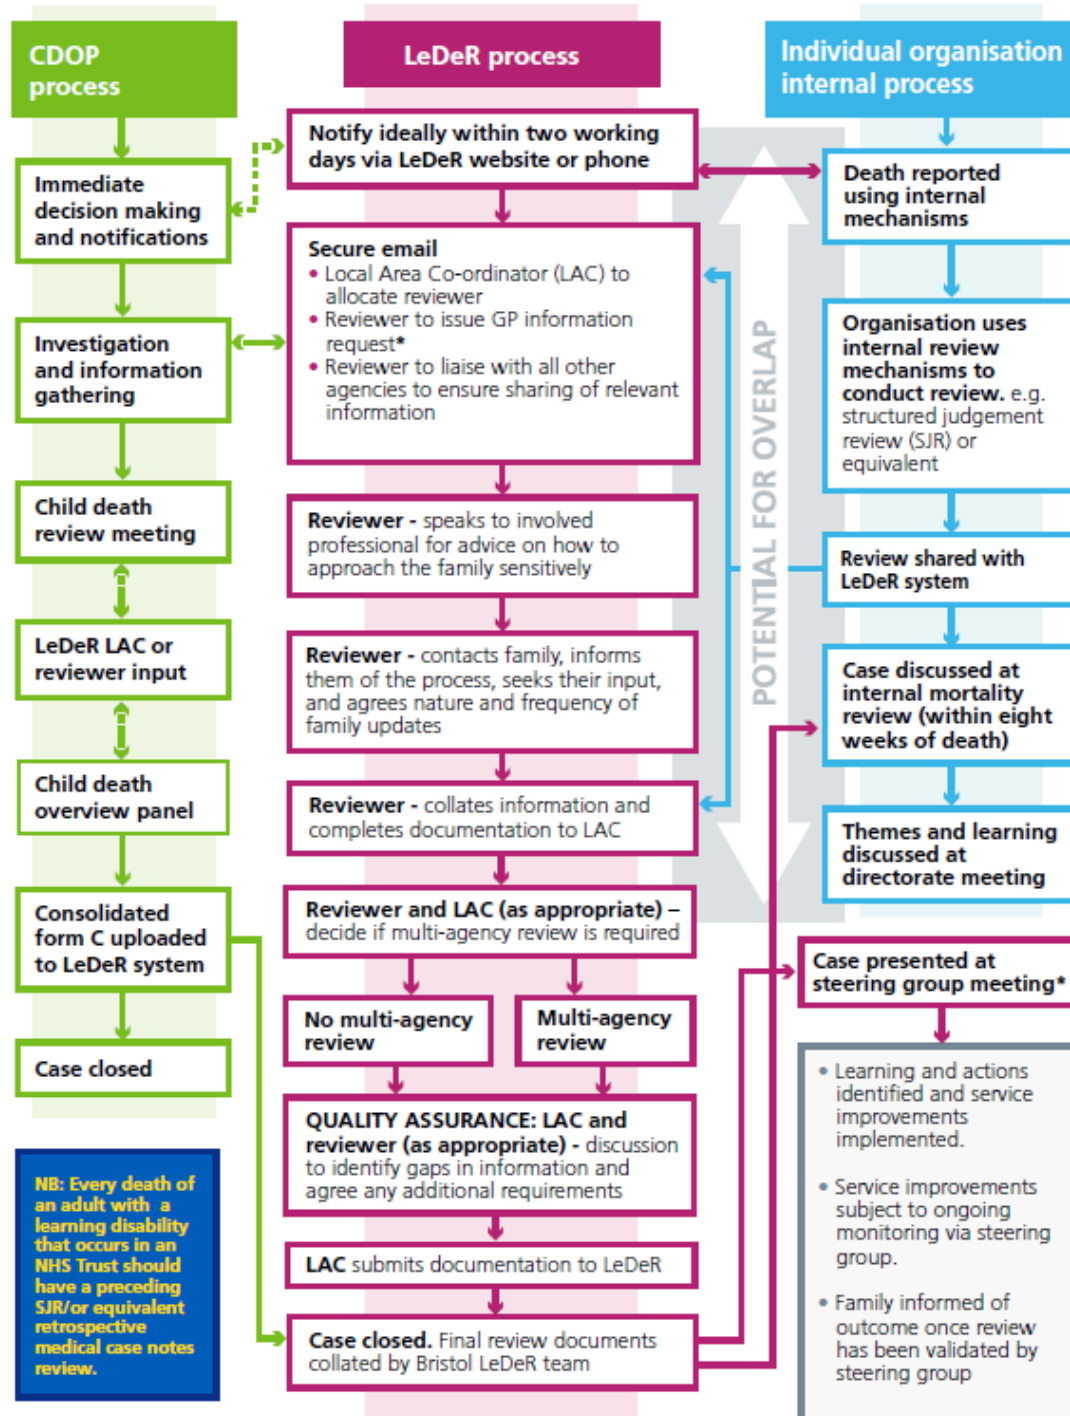 CDOP
process
Immediate
decision making
and notifications
Investigation
and information
gathering
Child death
review meeting
LeDeR LAC or
reviewer input
Child death
overview panel
Consolidated
form C uploaded
to LeDeR system
Case closed
NB: Every death of
an adult with a
learning disability
that occurs in an
NHS Trust should
have a preceding
SJR/or equivalent
retrospective
medical case notes
review.
LeDeR process
Notify ideally within two working
days via LeDeR website or phone
Secure email
• Local Area Co-ordinator (LAC) to
allocate reviewer
• Reviewer to issue GP information
request*
• Reviewer to liaise with all other
agencies to ensure sharing of relevant
information
Reviewer - speaks to involved
professional for advice on how to
approach the family sensitively
Reviewer - contacts family, informs
them of the process, seeks their input,
and agrees nature and frequency of
family updates
Reviewer - collates information and
completes documentation to LAC
Reviewer and LAC (as appropriate) –
decide if multi-agency review is required
No multi-agency
review
Multi-agency
review
QUALITY ASSURANCE: LAC and
reviewer (as appropriate) - discussion
to identify gaps in information and
agree any additional requirements
LAC submits documentation to LeDeR
Case closed. Final review documents
collated by Bristol LeDeR team
POTENTIAL FOR OVERLAP
Individual organisation
internal process
Death reported
using internal
mechanisms
Organisation uses
internal review
mechanisms to
conduct review. e.g.
structured judgement
review (SJR) or
equivalent
Review shared with
LeDeR system
Case discussed at
internal mortality
review (within eight
weeks of death)
Themes and learning
discussed at
directorate meeting
Case presented at
steering group meeting*
• Learning and actions
identified and service
improvements
implemented.
• Service improvements
subject to ongoing
monitoring via steering
group.
• Family informed of
outcome once review
has been validated by
steering group